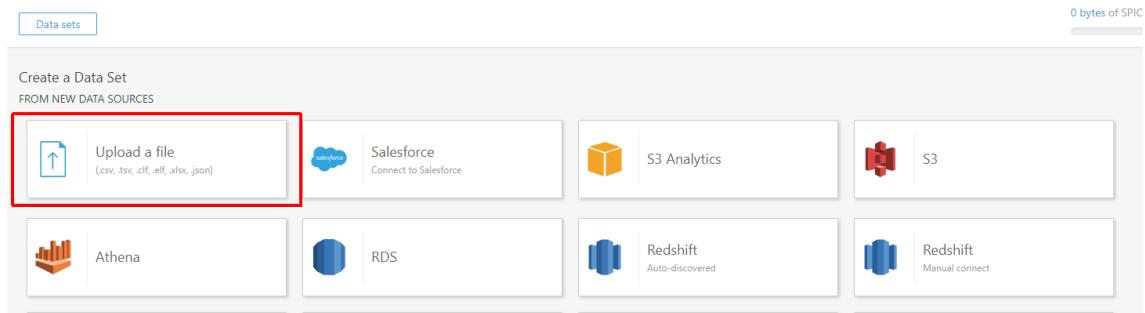 Data sets
0 bytes of SPIC
Create a Data Set
FROM NEW DATA SOURCES
Upload a file
(.csv, .tsv, .clf, .elf, .xlsx, .json)
salesforce
Salesforce
Connect to Salesforce
S3 Analytics
S3
Athena
RDS
Redshift
Auto-discovered
Redshift
Manual connect